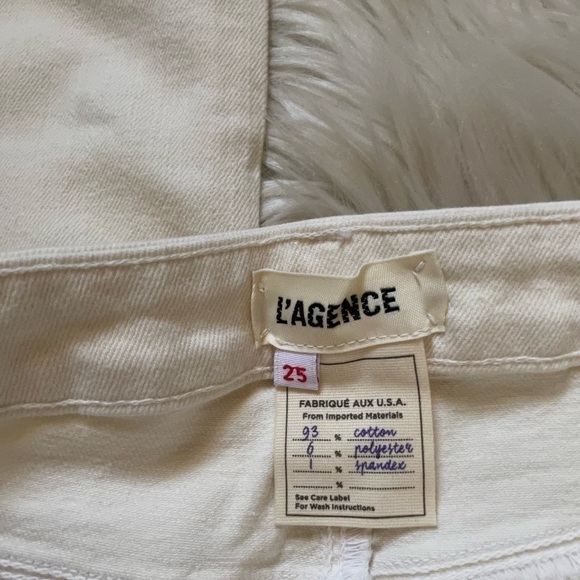 L'AGENCE
25
FABRIQUÉ AUX U.S.A.
From Imported Materials
93 % cotton
6 % polyester
1 % spandex
%
See Care Label
For Wash Instructions